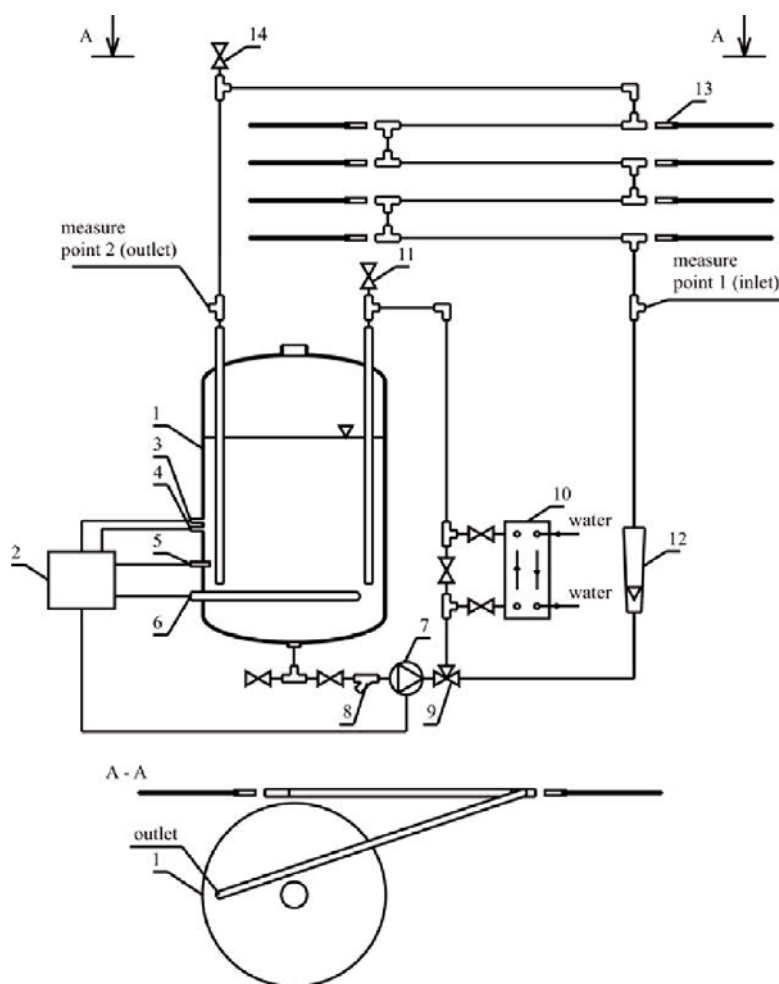 A
14
A
13
measure
point 2 (outlet)
11
measure
point 1 (inlet)
1
3
4
10
water
5
12
2
6
water
7
8
9
A - A
outlet
1